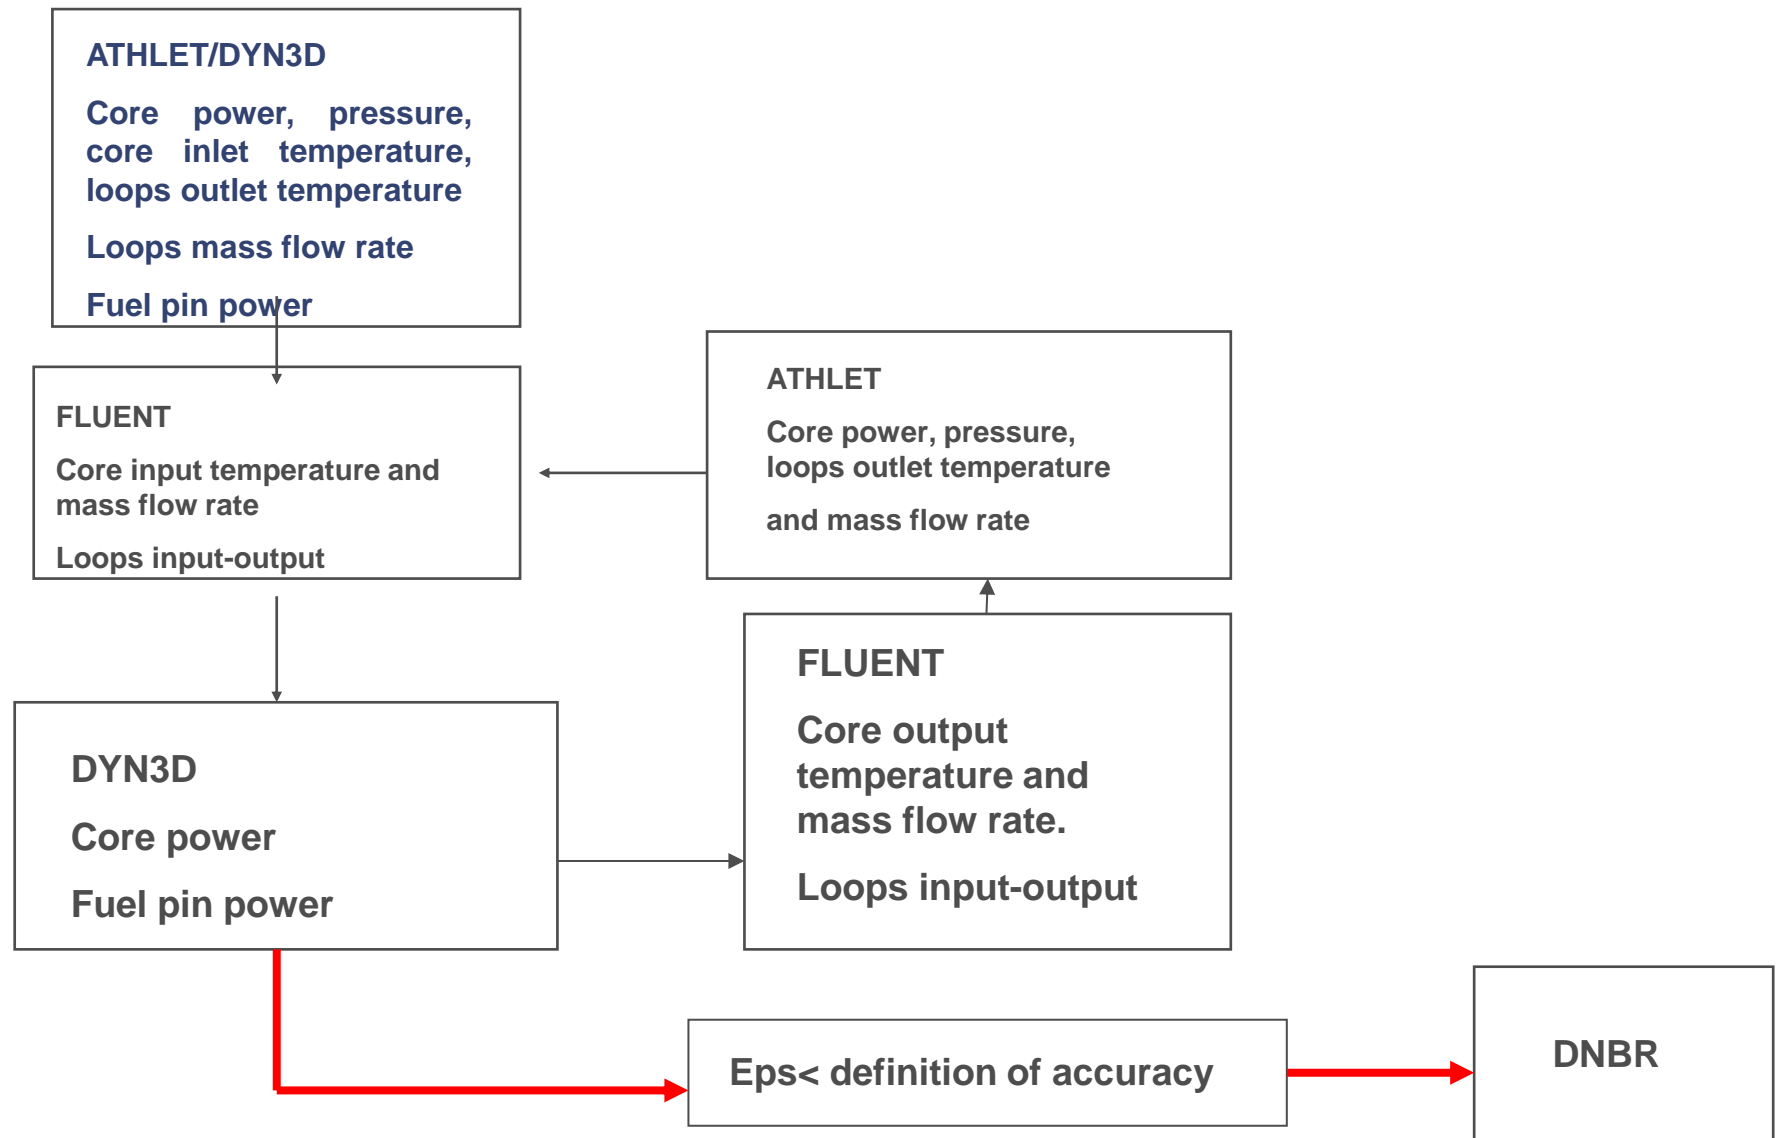 ATHLET/DYN3D
Core power, pressure,
core inlet temperature,
loops outlet temperature
Loops mass flow rate
Fuel pin power
FLUENT
Core input temperature and
mass flow rate
Loops input-output
ATHLET
Core power, pressure,
loops outlet temperature
and mass flow rate
DYN3D
Core power
Fuel pin power
FLUENT
Core output
temperature and
mass flow rate.
Loops input-output
Eps< definition of accuracy
DNBR